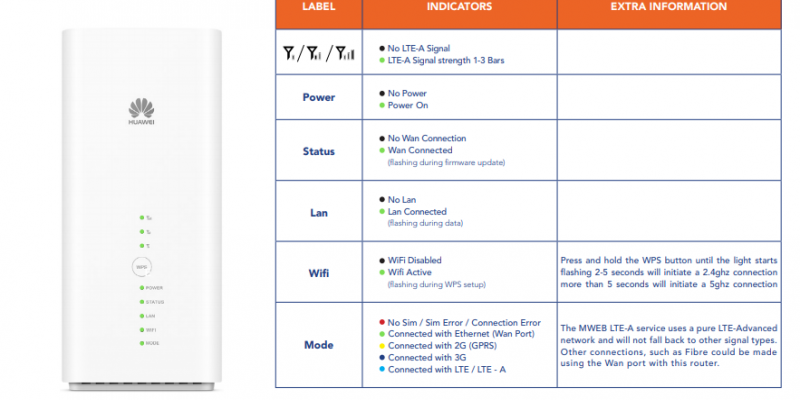 HUAWEI
WPS
POWER
STATUS
LAN
WIFI
MODE
LABEL INDICATORS EXTRA INFORMATION
No LTE-A Signal
LTE-A Signal strength 1-3 Bars
Power
No Power
Power On
Status
No Wan Connection
Wan Connected
(flashing during firmware update)
Lan
No Lan
Lan Connected
(flashing during data)
Wifi
WiFi Disabled
Wifi Active
(flashing during WPS setup)
Press and hold the WPS button until the light starts
flashing 2-5 seconds will initiate a 2.4ghz connection
more than 5 seconds will initiate a 5ghz connection
Mode
No Sim / Sim Error / Connection Error
Connected with Ethernet (Wan Port)
Connected with 2G (GPRS)
Connected with 3G
Connected with LTE / LTE - A
The MWEB LTE-A service uses a pure LTE-Advanced
network and will not fall back to other signal types.
Other connections, such as Fibre could be made
using the Wan port with this router.